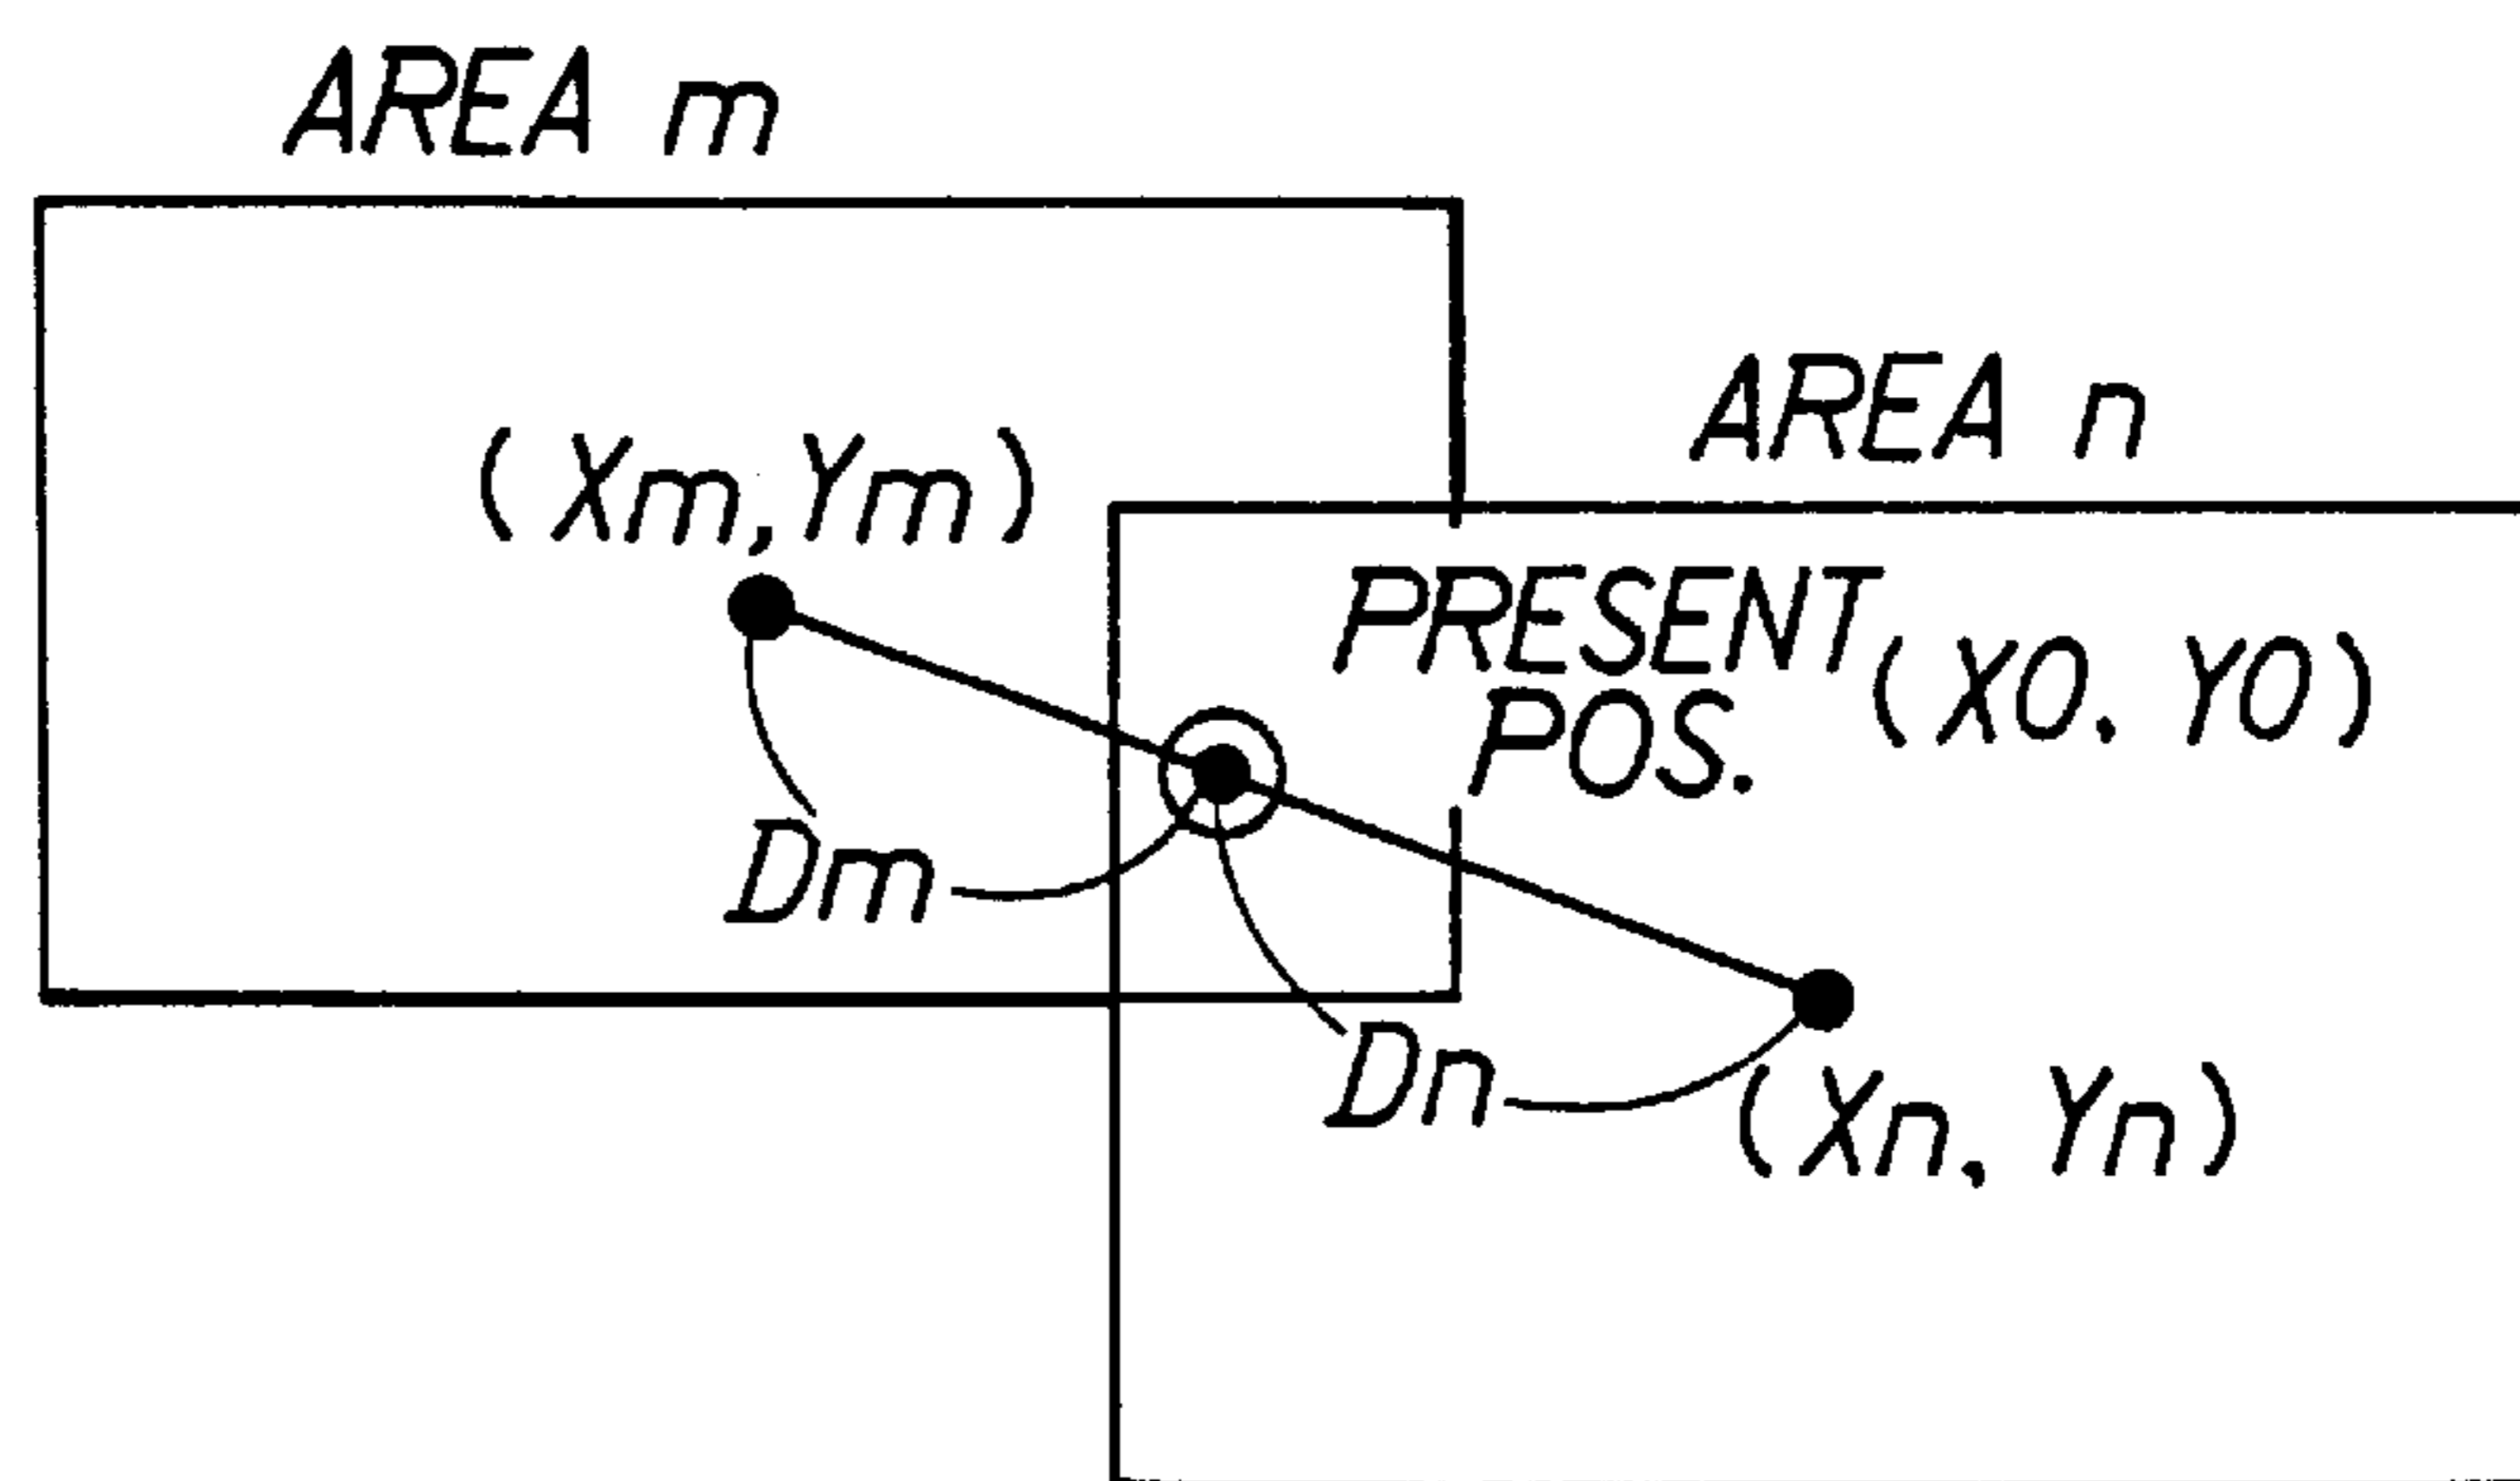 AREA m
AREA n
(Xm,Ym)
PRESENT
POS.
(X0, Y0)
Dm
Dn
(Xn, Yn)